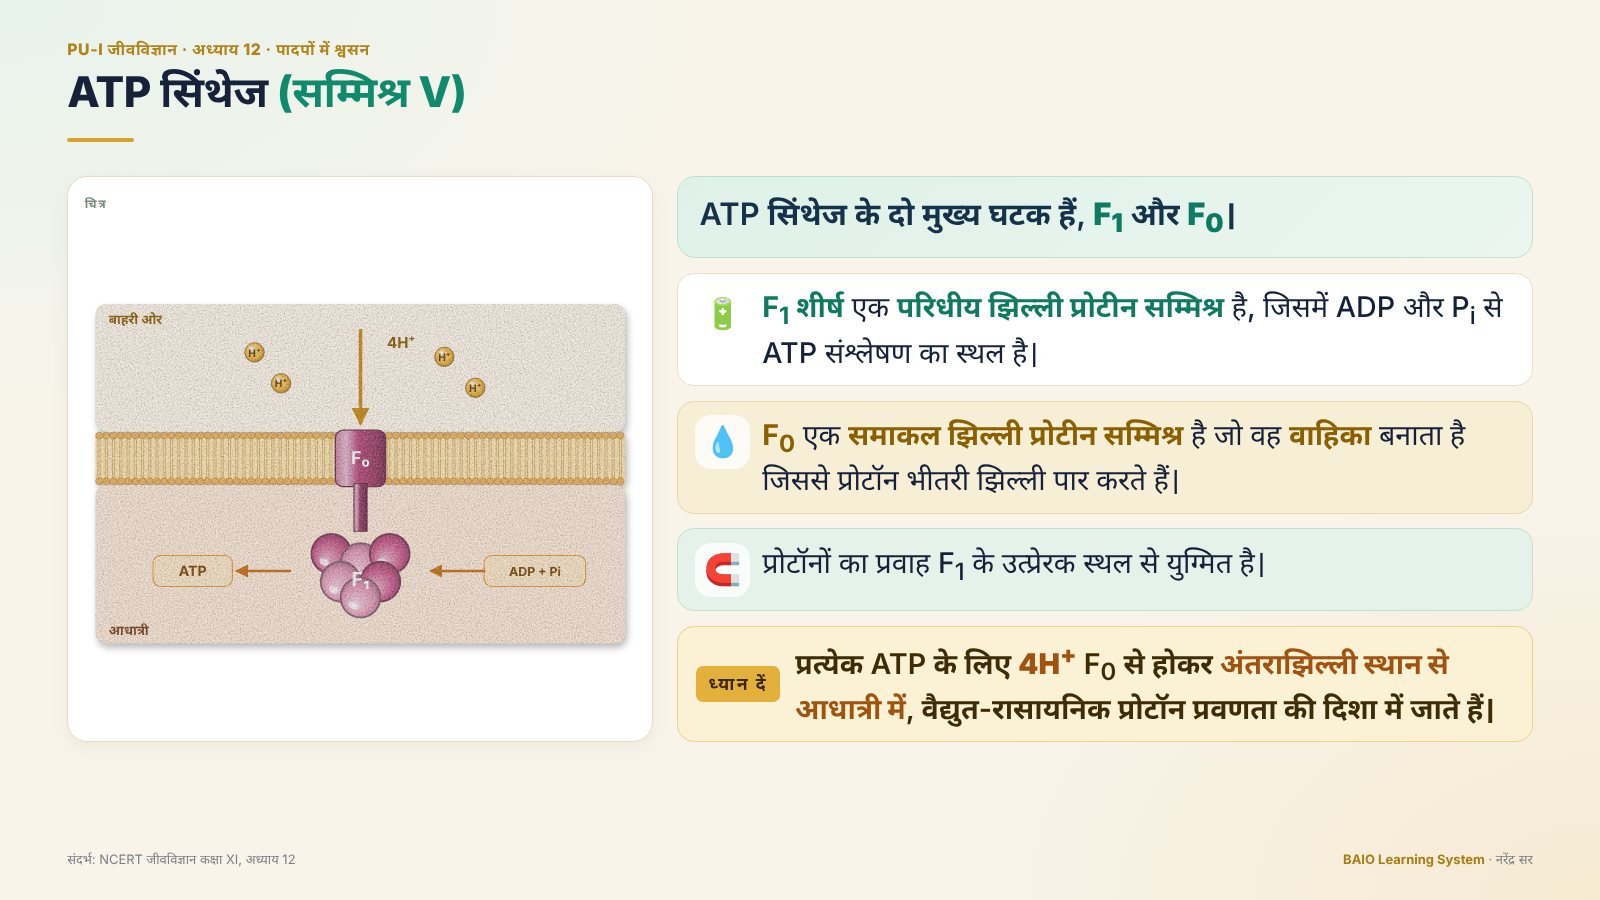 PU-I जीवविज्ञान · अध्याय 12 · पादपों में श्वसन
ATP सिंथेज (सम्मिश्र V)
चित्र
बाहरी ओर
4H⁺
H⁺
H⁺
H⁺
H⁺
F₀
ATP
F₁
ADP + Pi
आधात्री
ATP सिंथेज के दो मुख्य घटक हैं, F₁ और F₀|
F₁ शीर्ष एक परिधीय झिल्ली प्रोटीन सम्मिश्र है, जिसमें ADP और Pᵢ से
ATP संश्लेषण का स्थल है|
F₀ एक समाकल झिल्ली प्रोटीन सम्मिश्र है जो वह वाहिका बनाता है
जिससे प्रोटॉन भीतरी झिल्ली पार करते हैं|
प्रोटॉनों का प्रवाह F₁ के उत्प्रेरक स्थल से युग्मित है|
ध्यान दें
प्रत्येक ATP के लिए 4H⁺ F₀ से होकर अंतराझिल्ली स्थान से
आधात्री में, वैद्युत-रासायनिक प्रोटॉन प्रवणता की दिशा में जाते हैं|
संदर्भ: NCERT जीवविज्ञान कक्षा XI, अध्याय 12
BAIO Learning System · नरेंद्र सर